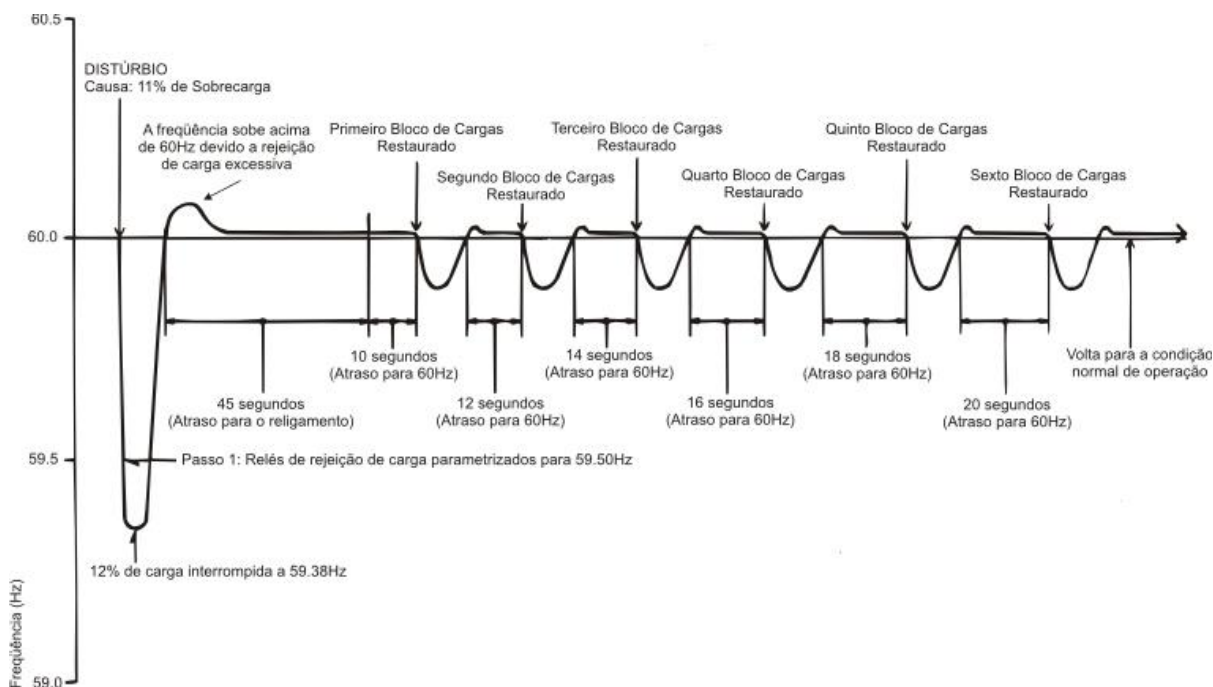 60.5
DISTÚRBIO
Causa: 11% de Sobrecarga
A freqüência sobe acima
de 60Hz devido a rejeição
de carga excessiva
Primeiro Bloco de Cargas
Restaurado
Segundo Bloco de Cargas
Restaurado
Terceiro Bloco de Cargas
Restaurado
Quarto Bloco de Cargas
Restaurado
Quinto Bloco de Cargas
Restaurado
Sexto Bloco de Cargas
Restaurado
60.0
45 segundos
(Atraso para o religamento)
10 segundos
(Atraso para 60Hz)
12 segundos
(Atraso para 60Hz)
14 segundos
(Atraso para 60Hz)
16 segundos
(Atraso para 60Hz)
18 segundos
(Atraso para 60Hz)
20 segundos
(Atraso para 60Hz)
Volta para a condição
normal de operação
59.5
Passo 1: Relés de rejeição de carga parametrizados para 59.50Hz
12% de carga interrompida a 59.38Hz
Freqüência (Hz)
59.0